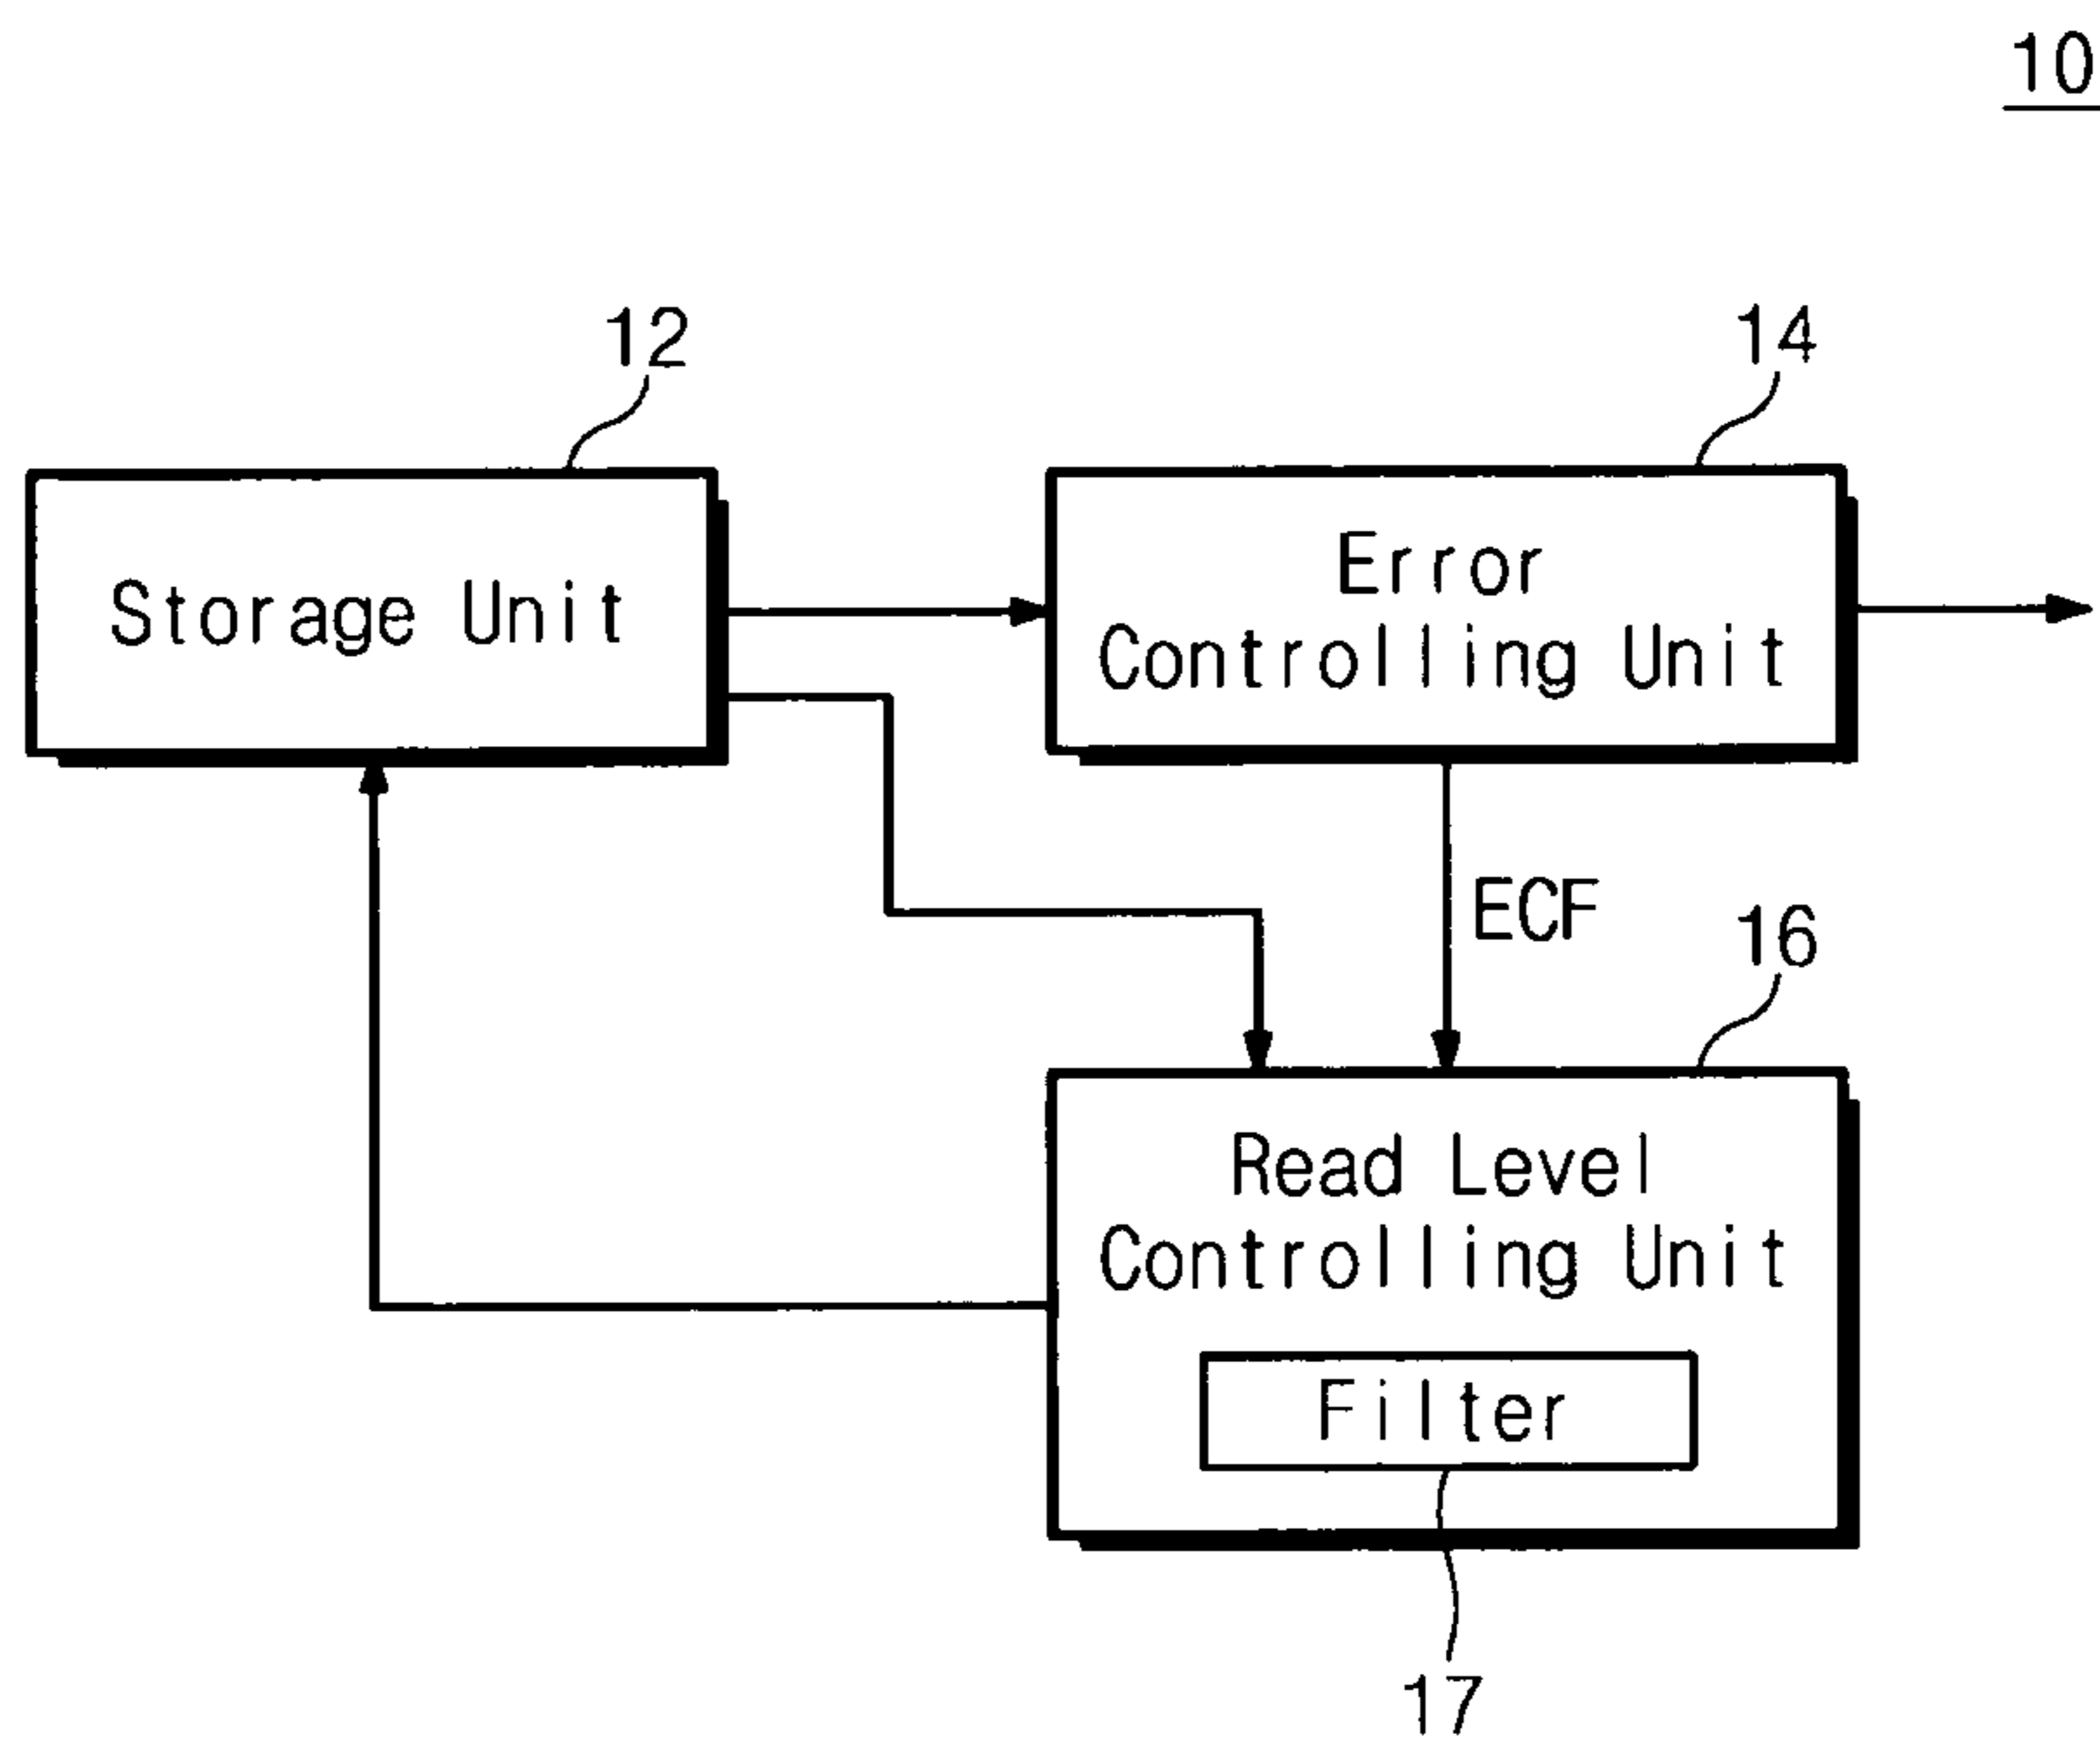 10
12
14
Storage Unit
Error
Controlling Unit
ECF
16
Read Level
Controlling Unit
Filter
17